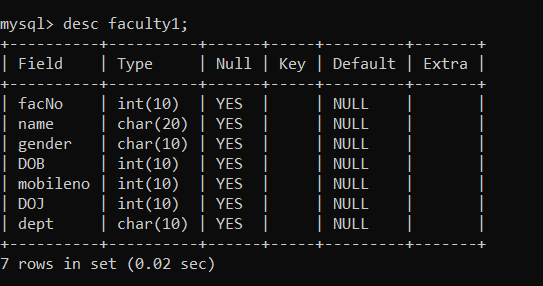 mysql> desc faculty1;
+----------+----------+------+-----+---------+-------+
| Field    | Type     | Null | Key | Default | Extra |
+----------+----------+------+-----+---------+-------+
| facNo    | int(10)  | YES  |     | NULL    |       |
| name     | char(20) | YES  |     | NULL    |       |
| gender   | char(10) | YES  |     | NULL    |       |
| DOB      | int(10)  | YES  |     | NULL    |       |
| mobileno | int(10)  | YES  |     | NULL    |       |
| DOJ      | int(10)  | YES  |     | NULL    |       |
| dept     | char(10) | YES  |     | NULL    |       |
+----------+----------+------+-----+---------+-------+
7 rows in set (0.02 sec)